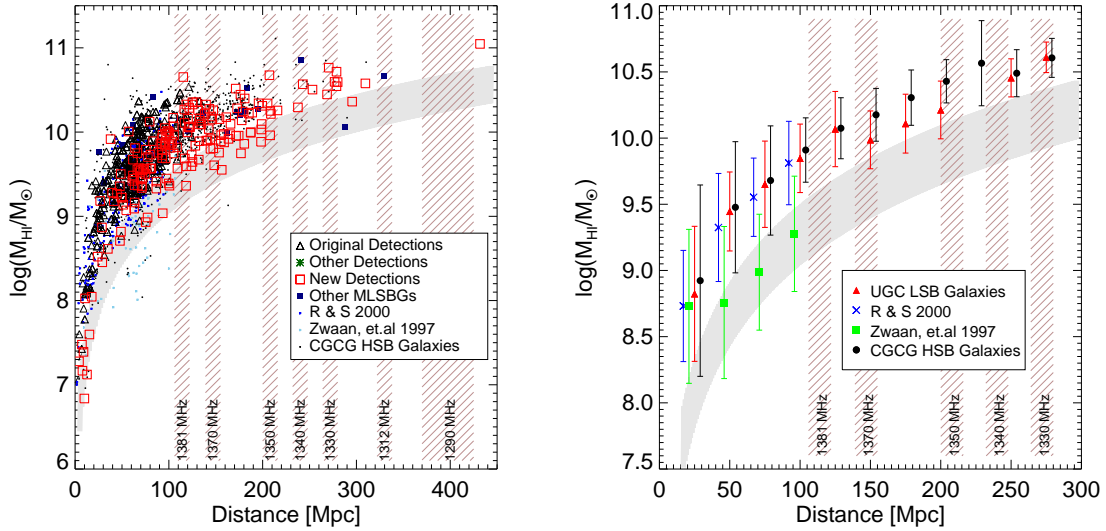 log(M_HI/M_☉)
11
10
9
8
7
6
△ Original Detections
✳ Other Detections
□ New Detections
■ Other MLSBGs
R & S 2000
Zwaan, et.al 1997
CGCG HSB Galaxies
1381 MHz
1370 MHz
1350 MHz
1340 MHz
1330 MHz
1312 MHz
1290 MHz
0
100
200
300
400
Distance [Mpc]
log(M_HI/M_☉)
11.0
10.5
10.0
9.5
9.0
8.5
8.0
7.5
▲ UGC LSB Galaxies
× R & S 2000
■ Zwaan, et.al 1997
● CGCG HSB Galaxies
1381 MHz
1370 MHz
1350 MHz
1340 MHz
1330 MHz
0
50
100
150
200
250
300
Distance [Mpc]